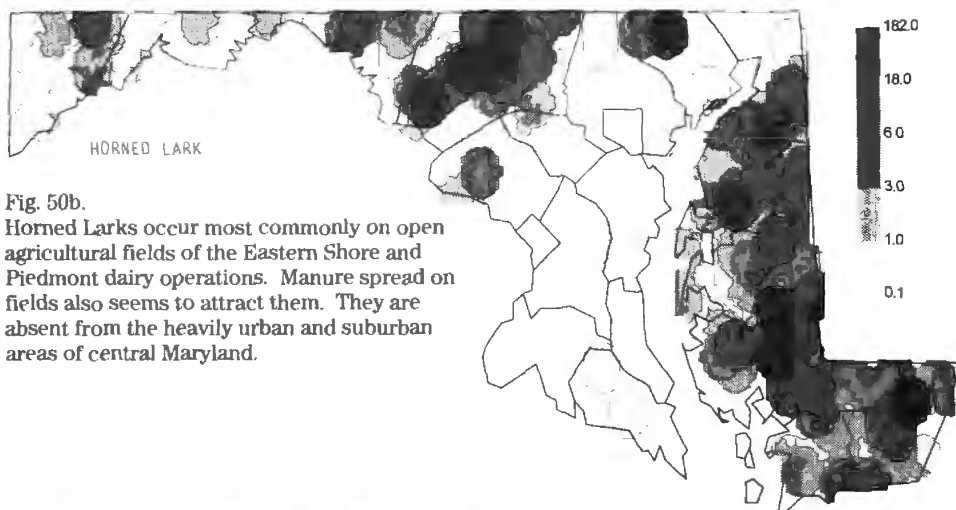 182.0
18.0
6.0
3.0
1.0
0.1
HORNED LARK
Fig. 50b.
Horned Larks occur most commonly on open
agricultural fields of the Eastern Shore and
Piedmont dairy operations. Manure spread on
fields also seems to attract them. They are
absent from the heavily urban and suburban
areas of central Maryland.